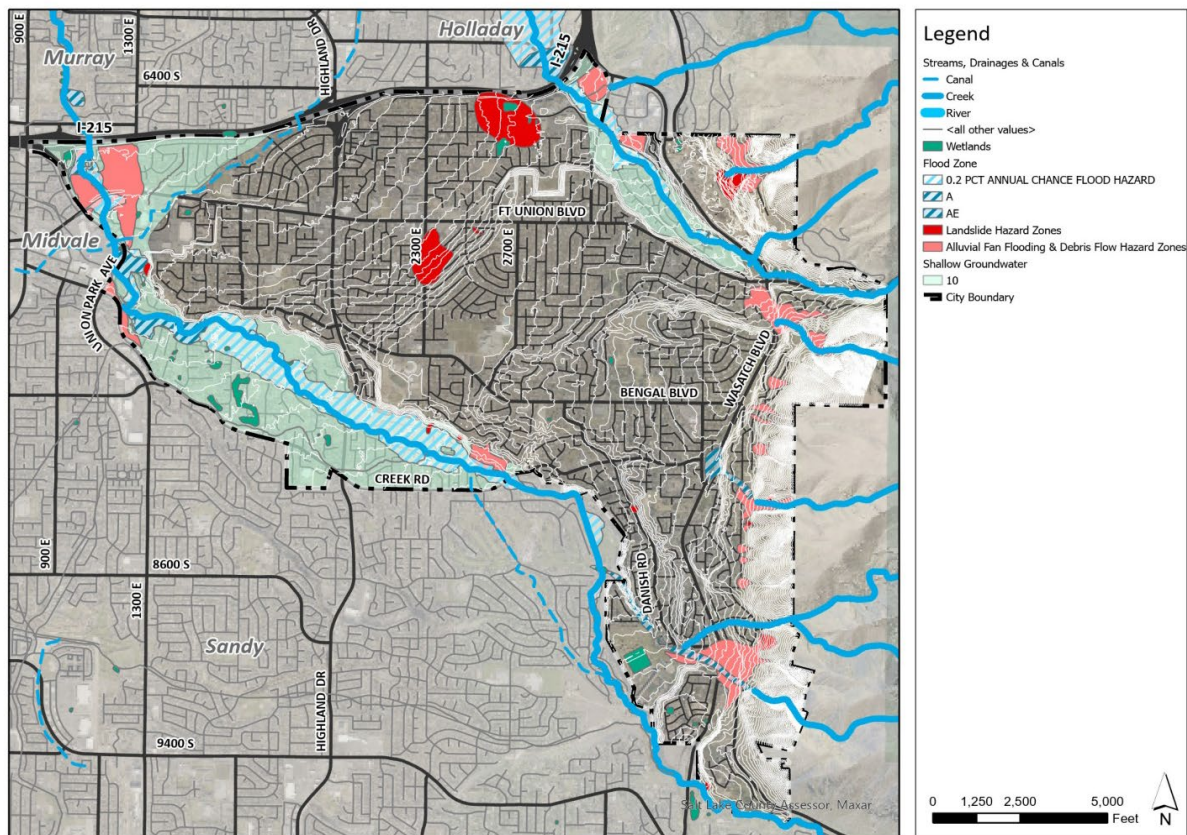 900 E
1300 E
HIGHLAND DR
Holladay
Murray
6400 S
I-215
I-215
FT UNION BLVD
Midvale
2300 E
2700 E
UNION PARK AVE
WASATCH BLVD
BENGAL BLVD
CREEK RD
900 E
8600 S
1300 E
DANISH RD
Sandy
HIGHLAND DR
9400 S
Salt Lake County Assessor, Maxar
Legend
Streams, Drainages & Canals
Canal
Creek
River
<all other values>
Wetlands
Flood Zone
0.2 PCT ANNUAL CHANCE FLOOD HAZARD
A
AE
Landslide Hazard Zones
Alluvial Fan Flooding & Debris Flow Hazard Zones
Shallow Groundwater
10
City Boundary
0 1,250 2,500 5,000
Feet
N